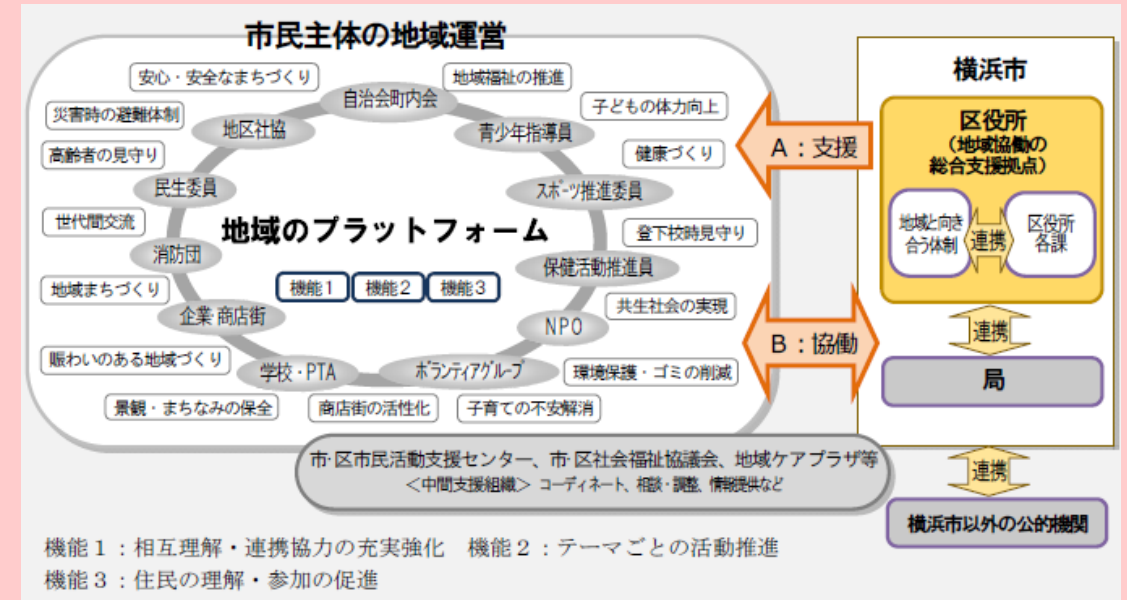 市民主体の地域運営
安心・安全なまちづくり
地域福祉の推進
災害時の避難体制
地区社協
自治会町内会
青少年指導員
子どもの体力向上
高齢者の見守り
健康づくり
民生委員
スポーツ推進委員
世代間交流
地域のプラットフォーム
登下校時見守り
消防団
保健活動推進員
地域まちづくり
機能1
機能2
機能3
共生社会の実現
企業・商店街
NPO
賑わいのある地域づくり
学校・PTA
ボランティアグループ
環境保護・ゴミの削減
景観・まちなみの保全
商店街の活性化
子育ての不安解消
市・区市民活動支援センター、市・区社会福祉協議会、地域ケアプラザ等
<中間支援組織> コーディネート、相談・調整、情報提供など
A:支援
B:協働
横浜市
区役所
(地域協働の
総合支援拠点)
地域と向き
合う体制
連携
区役所
各課
連携
局
連携
横浜市以外の公的機関
機能1:相互理解・連携協力の充実強化 機能2:テーマごとの活動推進
機能3:住民の理解・参加の促進